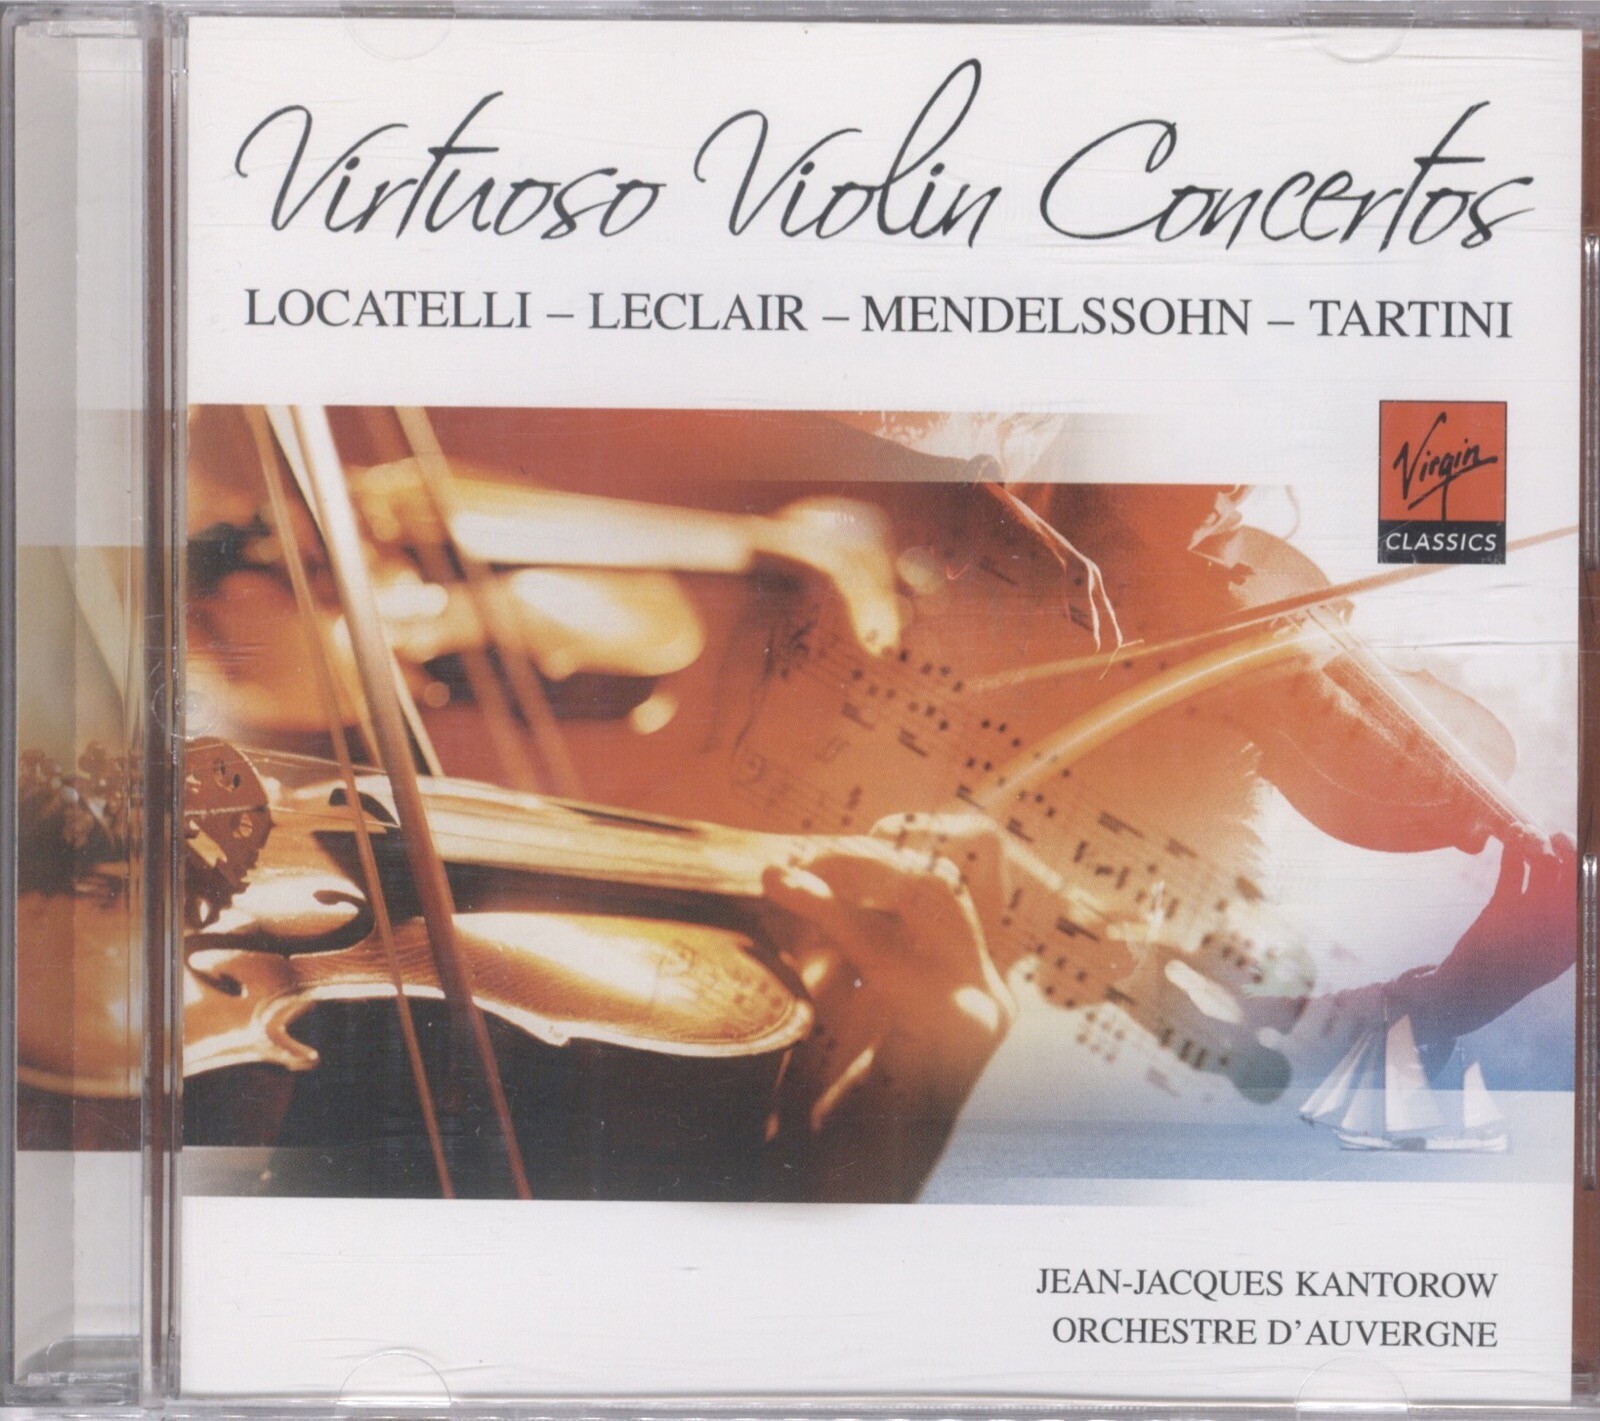 Virtuoso Violin Concertos
LOCATELLI – LECLAIR – MENDELSSOHN – TARTINI
Virgin
CLASSICS
JEAN-JACQUES KANTOROW
ORCHESTRE D'AUVERGNE